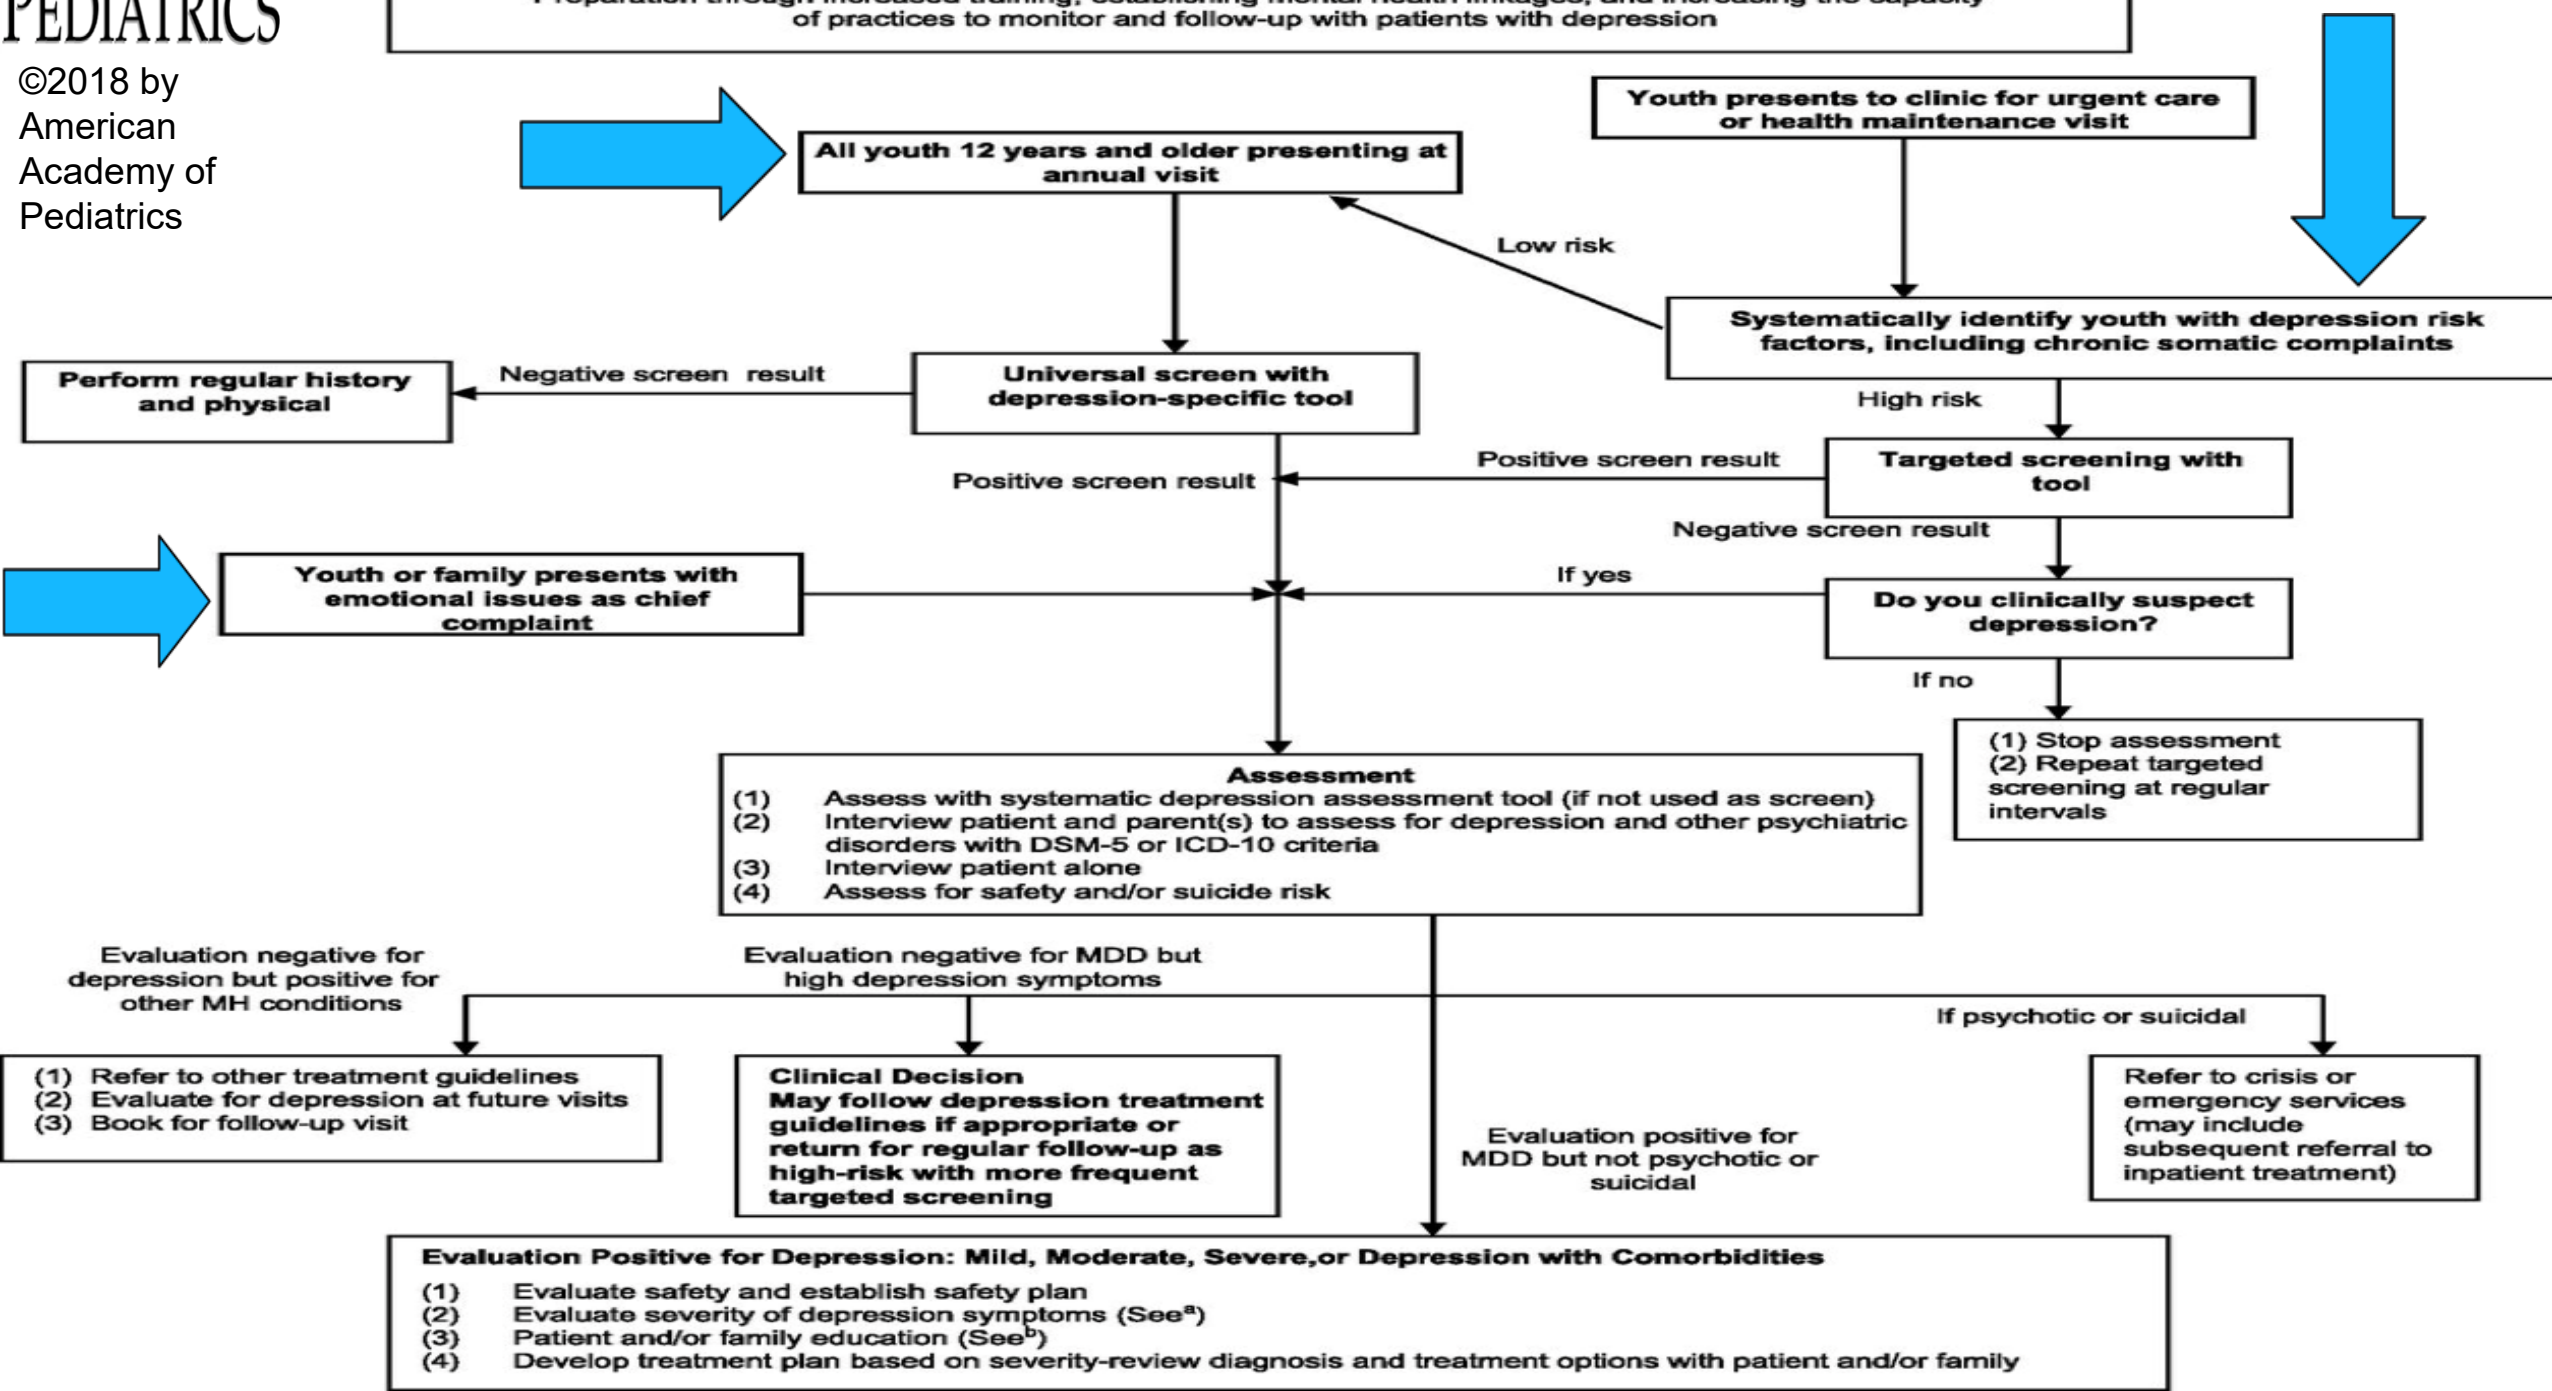 PEDIATRICS
Preparation through increased training, establishing mental health linkages, and increasing the capacity
of practices to monitor and follow-up with patients with depression
©2018 by
American
Academy of
Pediatrics
Youth presents to clinic for urgent care
or health maintenance visit
All youth 12 years and older presenting at
annual visit
Low risk
Systematically identify youth with depression risk
factors, including chronic somatic complaints
Perform regular history
and physical
Negative screen result
Universal screen with
depression-specific tool
High risk
Positive screen result
Positive screen result
Targeted screening with
tool
Negative screen result
Youth or family presents with
emotional issues as chief
complaint
If yes
Do you clinically suspect
depression?
If no
(1) Stop assessment
(2) Repeat targeted
screening at regular
intervals
Assessment
(1) Assess with systematic depression assessment tool (if not used as screen)
(2) Interview patient and parent(s) to assess for depression and other psychiatric
disorders with DSM-5 or ICD-10 criteria
(3) Interview patient alone
(4) Assess for safety and/or suicide risk
Evaluation negative for
depression but positive for
other MH conditions
Evaluation negative for MDD but
high depression symptoms
If psychotic or suicidal
(1) Refer to other treatment guidelines
(2) Evaluate for depression at future visits
(3) Book for follow-up visit
Clinical Decision
May follow depression treatment
guidelines if appropriate or
return for regular follow-up as
high-risk with more frequent
targeted screening
Evaluation positive for
MDD but not psychotic or
suicidal
Refer to crisis or
emergency services
(may include
subsequent referral to
inpatient treatment)
Evaluation Positive for Depression: Mild, Moderate, Severe,or Depression with Comorbidities
(1) Evaluate safety and establish safety plan
(2) Evaluate severity of depression symptoms (Seeᵃ)
(3) Patient and/or family education (Seeᵇ)
(4) Develop treatment plan based on severity-review diagnosis and treatment options with patient and/or family